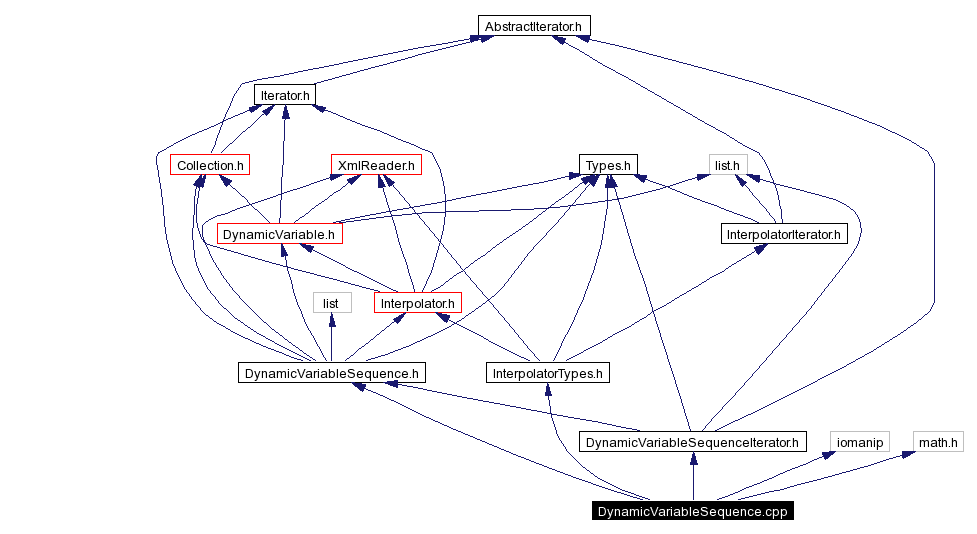 AbstractIterator.h
Iterator.h
Collection.h
XmlReader.h
Types.h
list.h
DynamicVariable.h
InterpolatorIterator.h
list
Interpolator.h
DynamicVariableSequence.h
InterpolatorTypes.h
DynamicVariableSequenceIterator.h
iomanip
math.h
DynamicVariableSequence.cpp